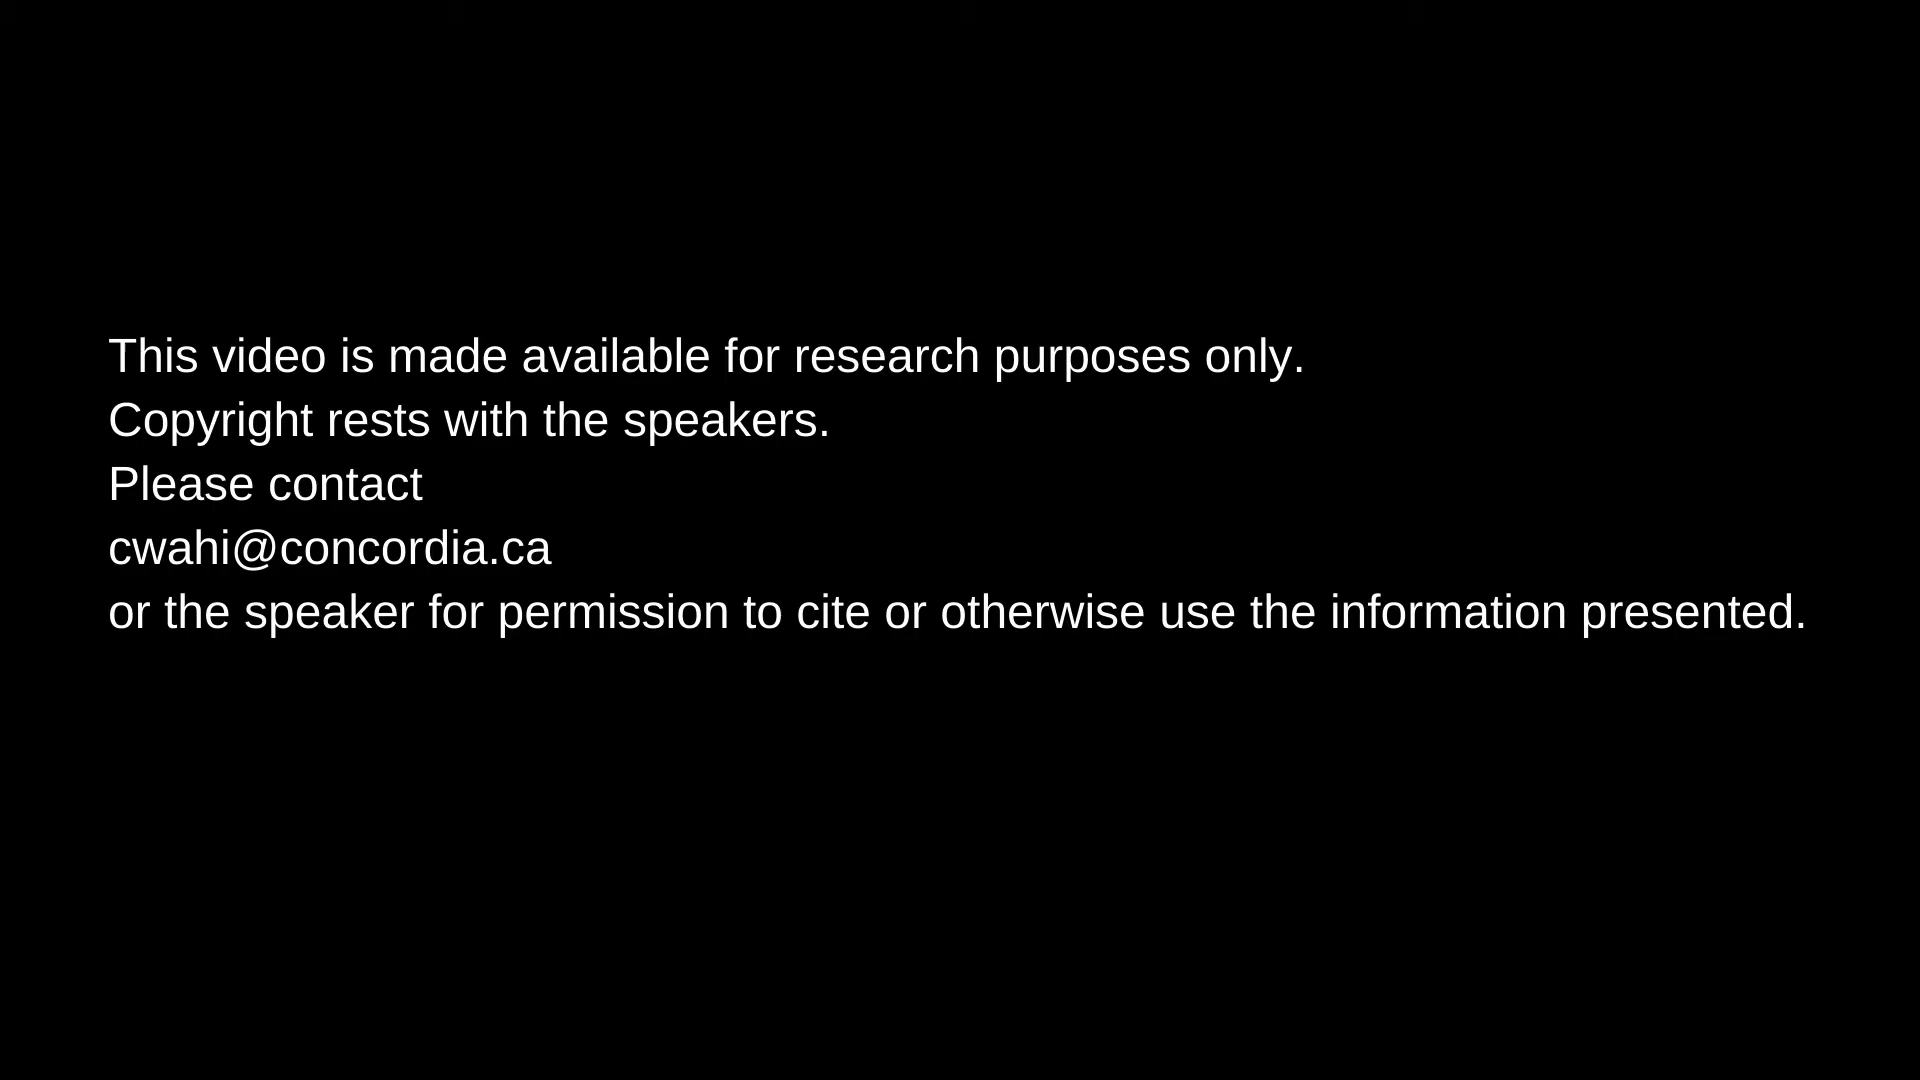 This video is made available for research purposes only.
Copyright rests with the speakers.
Please contact
cwahi@concordia.ca
or the speaker for permission to cite or otherwise use the information presented.